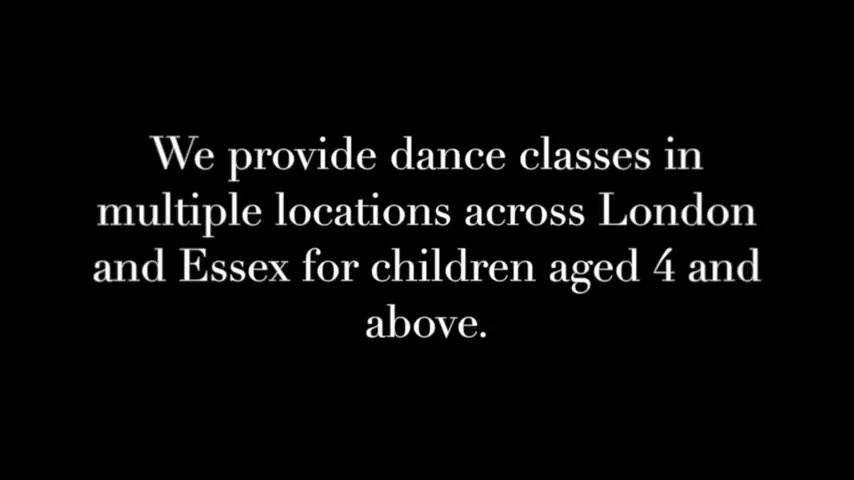 We provide dance classes in
multiple locations across London
and Essex for children aged 4 and
above.